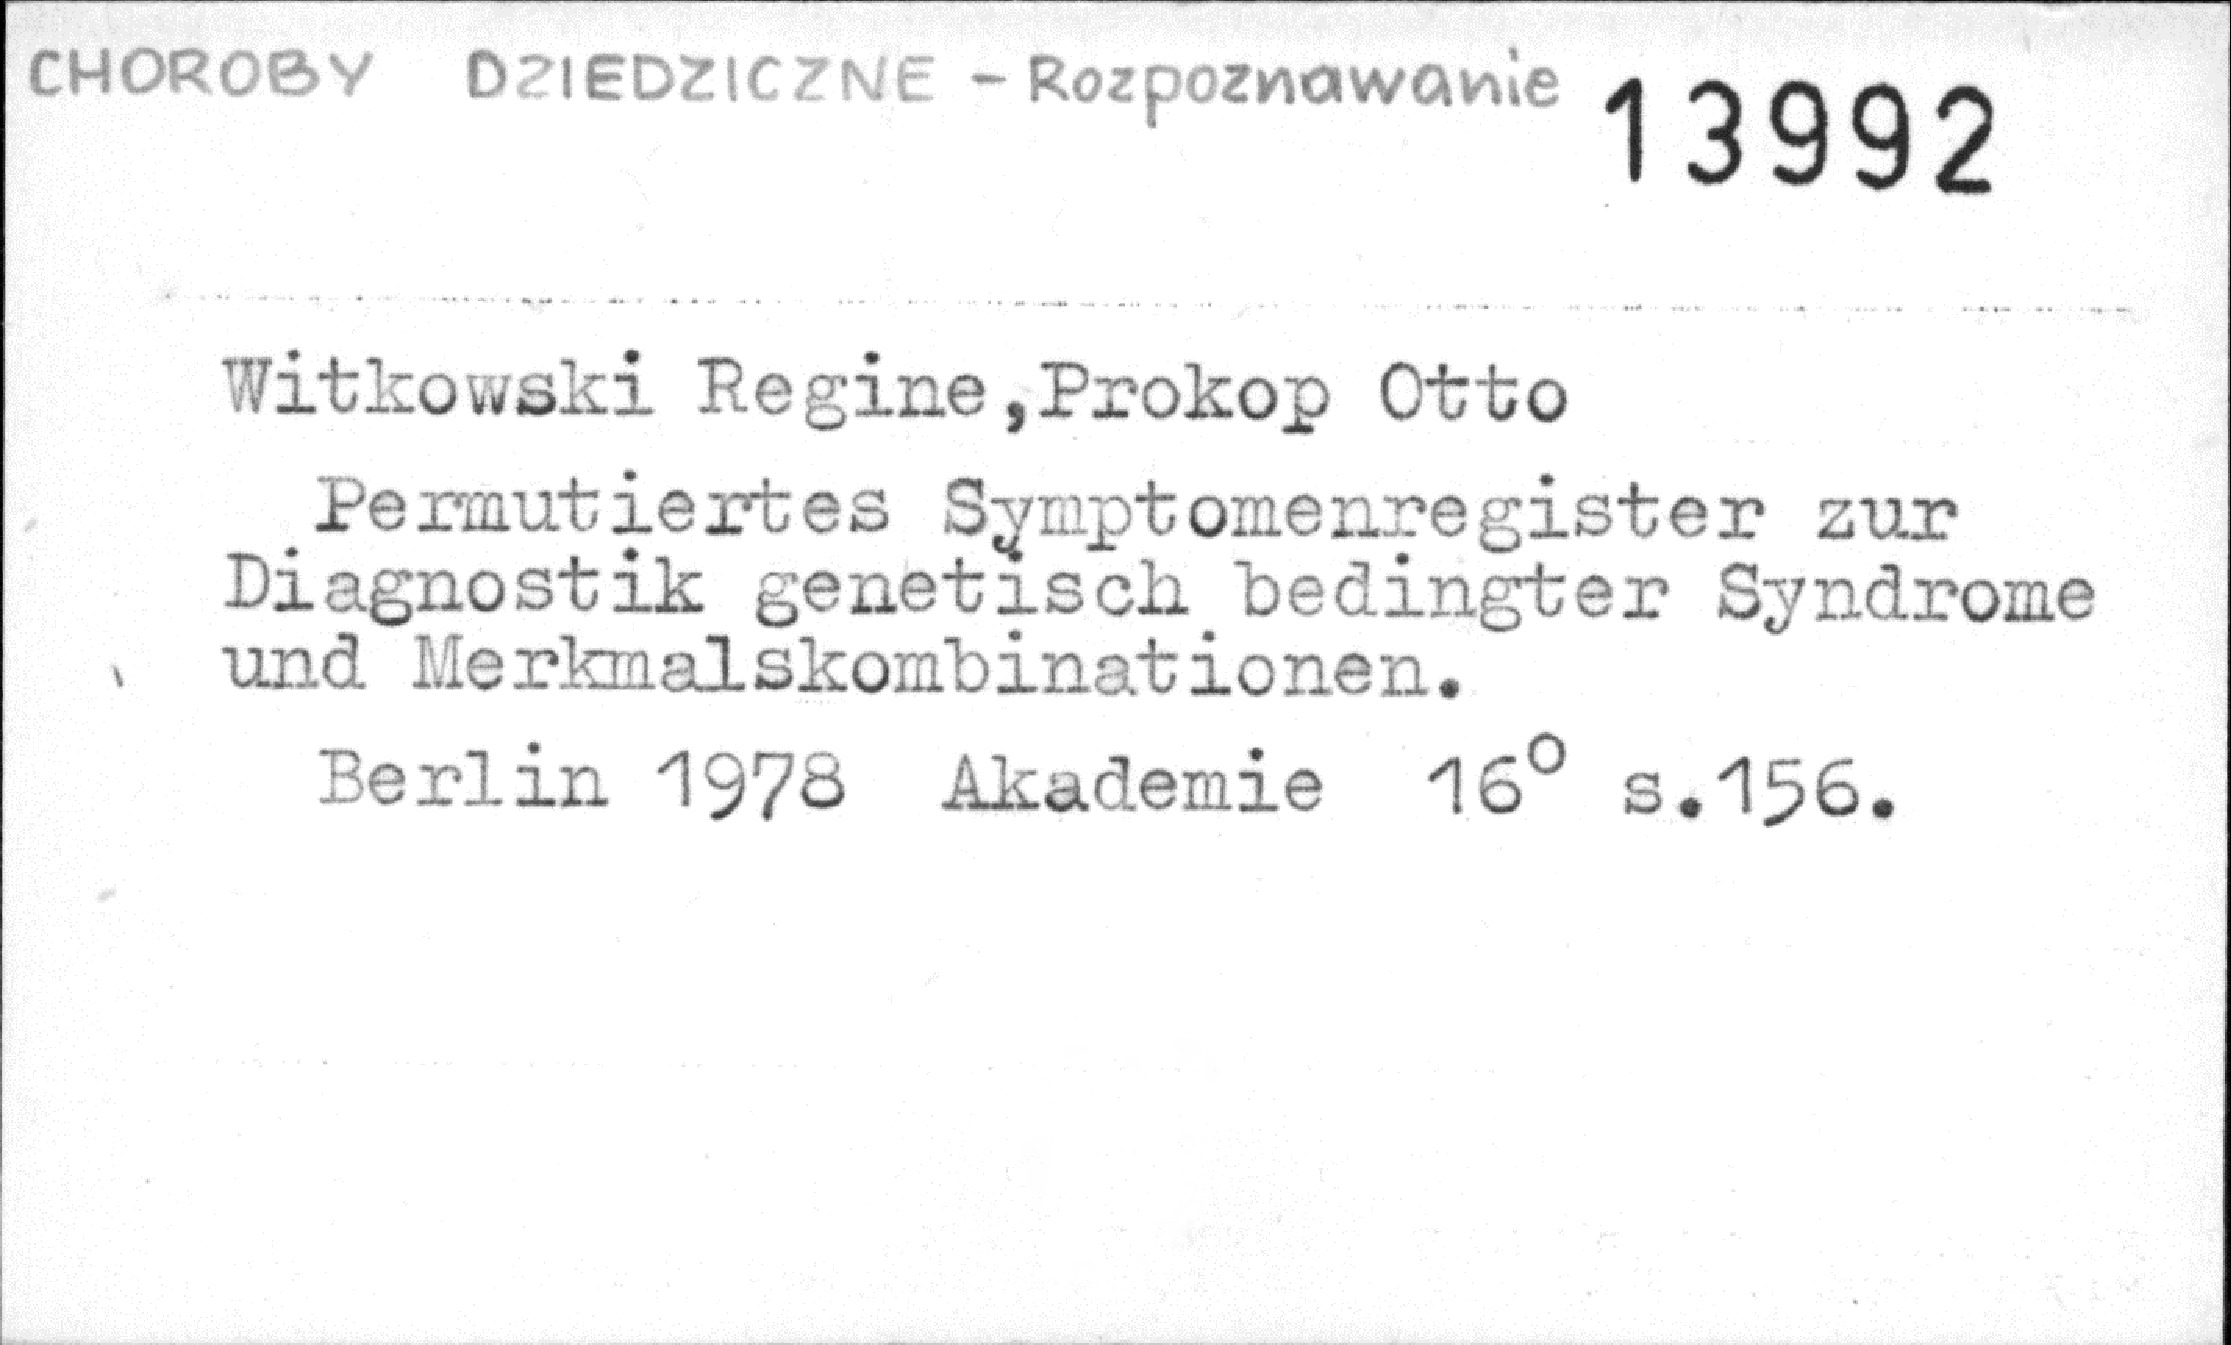 CHOROBY DZIEDZICZNE - Rozpoznawanie
13992
Witkowski Regine,Prokop Otto
Permutiertes Symptomenregister zur
Diagnostik genetisch bedingter Syndrome
und Merkmalskombinationen.
Berlin 1978 Akademie 16° s.156.